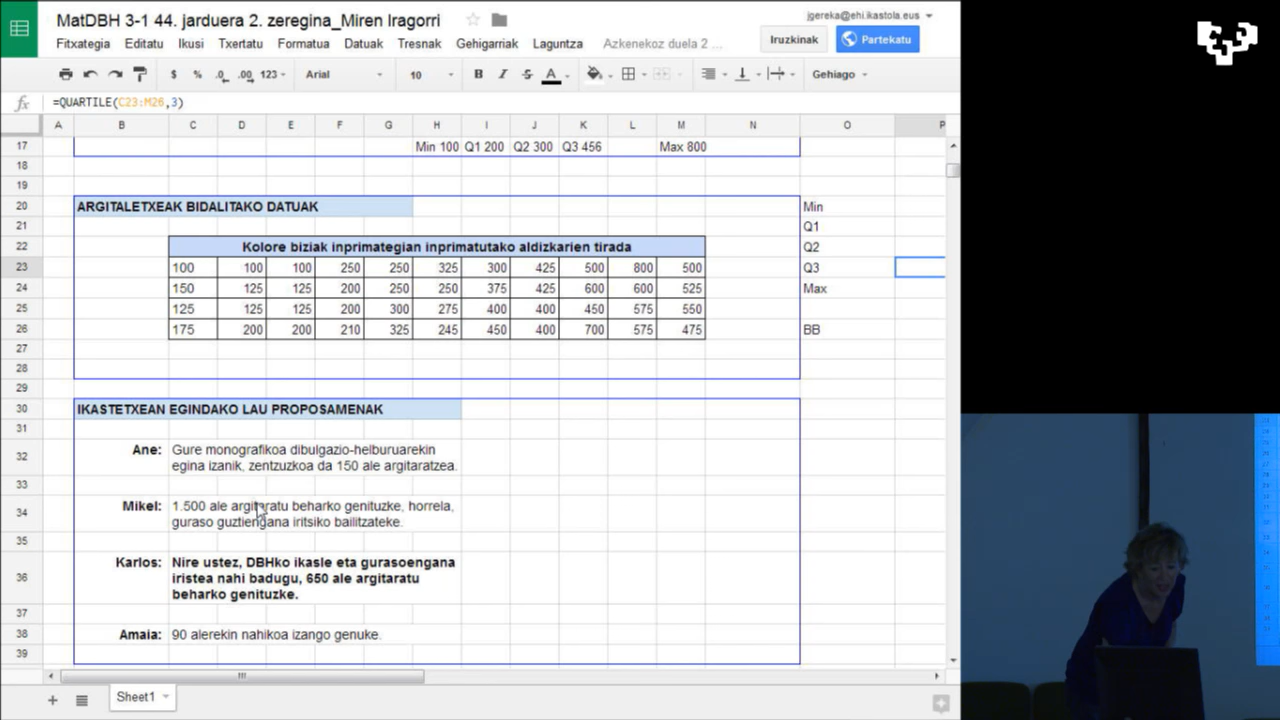 MatDBH 3-1 44. jarduera 2. zeregina_Miren Iragorri
jgereka@ehi.ikastola.eus
Fitxategia Editatu Ikusi Txertatu Formatua Datuak Tresnak Gehigarriak Laguntza Azkenekoz duela 2 ...
Iruzkinak Partekatu
$ % .0 .00 123 Arial 10 B I S A Gehiago
fx =QUARTILE(C23:M26,3)
A B C D E F G H I J K L M N O P
17 Min 100 Q1 200 Q2 300 Q3 456 Max 800
18
19
20 ARGITALETXEAK BIDALITAKO DATUAK Min
21 Q1
22 Kolore biziak inprimategian inprimatutako aldizkarien tirada Q2
23 100 100 100 250 250 325 300 425 500 800 500 Q3
24 150 125 125 200 250 250 375 425 600 600 525 Max
25 125 125 125 200 300 275 400 400 450 575 550
26 175 200 200 210 325 245 450 400 700 575 475 BB
27
28
29
30 IKASTETXEAN EGINDAKO LAU PROPOSAMENAK
31
32 Ane: Gure monografikoa dibulgazio-helburuarekin
egina izanik, zentzuzkoa da 150 ale argitaratzea.
33
34 Mikel: 1.500 ale argitaratu beharko genituzke, horrela,
guraso guztiengana iritsiko bailitzateke.
35
36 Karlos: Nire ustez, DBHko ikasle eta gurasoengana
iristea nahi badugu, 650 ale argitaratu
beharko genituzke.
37
38 Amaia: 90 alerekin nahikoa izango genuke.
39
Sheet1